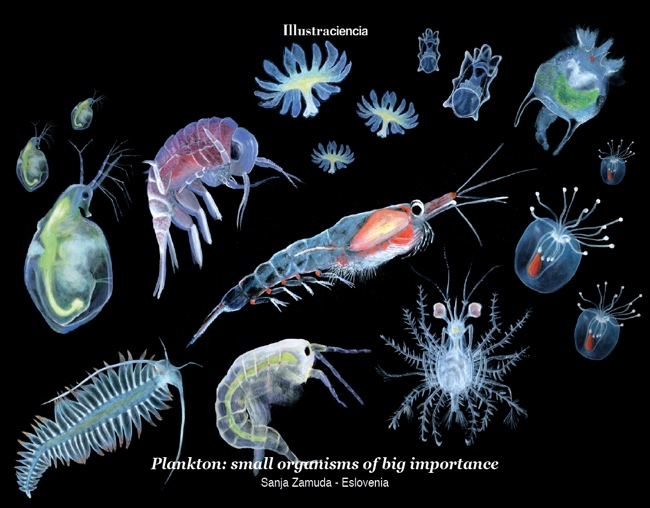 Illustraciencia
Plankton: small organisms of big importance
Sanja Zamuda - Eslovenia